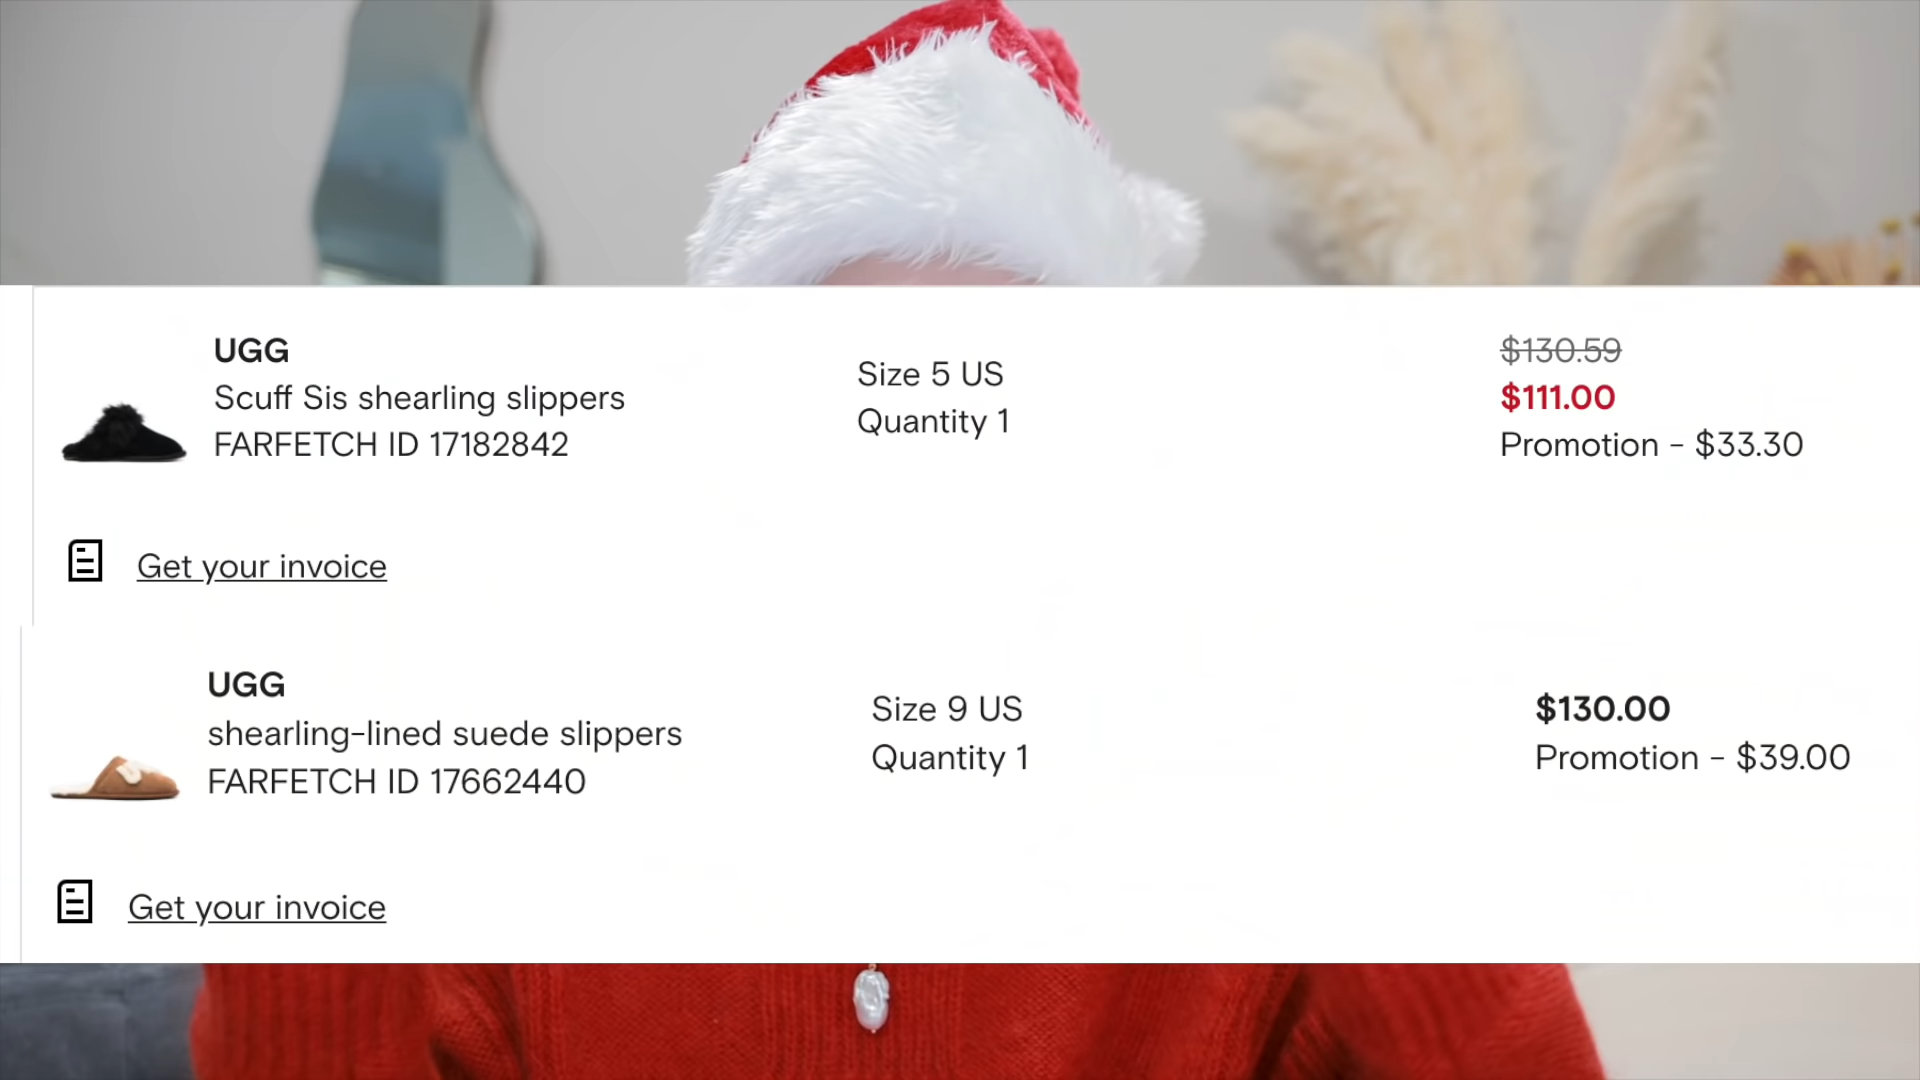 UGG
Scuff Sis shearling slippers
FARFETCH ID 17182842
Size 5 US
Quantity 1
$130.59
$111.00
Promotion - $33.30
Get your invoice
UGG
shearling-lined suede slippers
FARFETCH ID 17662440
Size 9 US
Quantity 1
$130.00
Promotion - $39.00
Get your invoice